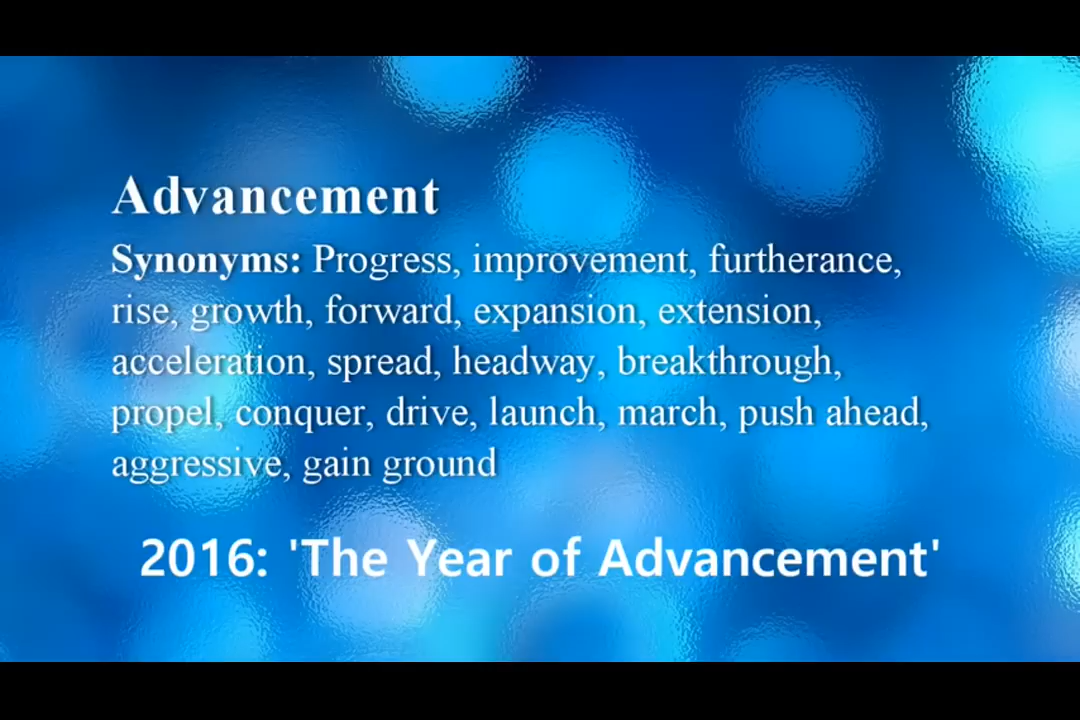 Advancement
Synonyms: Progress, improvement, furtherance,
rise, growth, forward, expansion, extension,
acceleration, spread, headway, breakthrough,
propel, conquer, drive, launch, march, push ahead,
aggressive, gain ground
2016: 'The Year of Advancement'